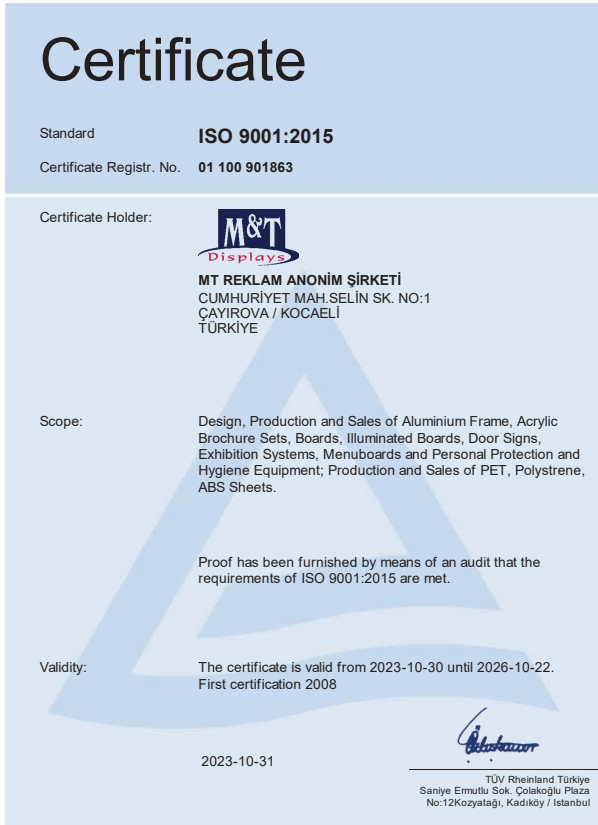 Certificate
Standard ISO 9001:2015
Certificate Registr. No. 01 100 901863
Certificate Holder:
M&T
Displays
MT REKLAM ANONİM ŞİRKETİ
CUMHURİYET MAH.SELİN SK. NO:1
ÇAYIROVA / KOCAELİ
TÜRKİYE
Scope: Design, Production and Sales of Aluminium Frame, Acrylic
Brochure Sets, Boards, Illuminated Boards, Door Signs,
Exhibition Systems, Menuboards and Personal Protection and
Hygiene Equipment; Production and Sales of PET, Polystrene,
ABS Sheets.
Proof has been furnished by means of an audit that the
requirements of ISO 9001:2015 are met.
Validity: The certificate is valid from 2023-10-30 until 2026-10-22.
First certification 2008
2023-10-31
TÜV Rheinland Türkiye
Saniye Ermutlu Sok. Çolakoğlu Plaza
No:12Kozyatağı, Kadıköy / Istanbul